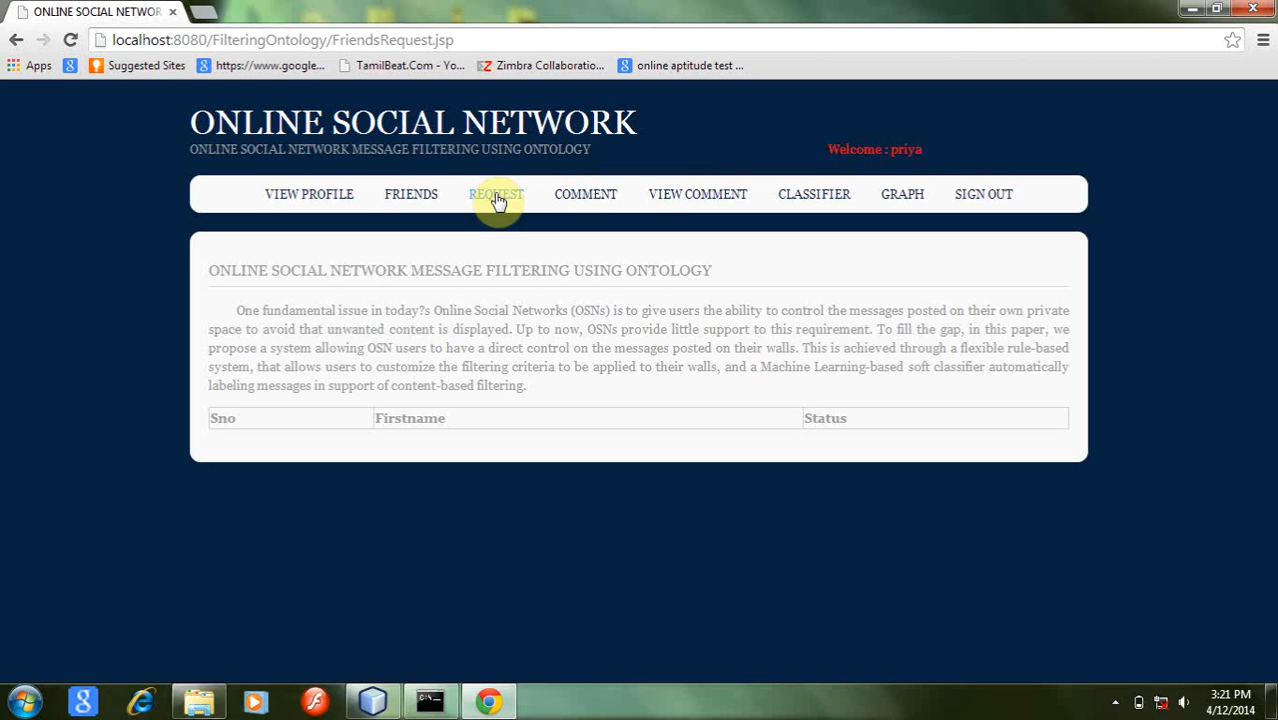 ONLINE SOCIAL NETWOR
localhost:8080/FilteringOntology/FriendsRequest.jsp
Apps Suggested Sites https://www.google... TamilBeat.Com - Yo... Zimbra Collaboratio... online aptitude test ...
ONLINE SOCIAL NETWORK
ONLINE SOCIAL NETWORK MESSAGE FILTERING USING ONTOLOGY
Welcome : priya
VIEW PROFILE FRIENDS REQUEST COMMENT VIEW COMMENT CLASSIFIER GRAPH SIGN OUT
ONLINE SOCIAL NETWORK MESSAGE FILTERING USING ONTOLOGY
One fundamental issue in today?s Online Social Networks (OSNs) is to give users the ability to control the messages posted on their own private
space to avoid that unwanted content is displayed. Up to now, OSNs provide little support to this requirement. To fill the gap, in this paper, we
propose a system allowing OSN users to have a direct control on the messages posted on their walls. This is achieved through a flexible rule-based
system, that allows users to customize the filtering criteria to be applied to their walls, and a Machine Learning-based soft classifier automatically
labeling messages in support of content-based filtering.
Sno Firstname Status
3:21 PM
4/12/2014